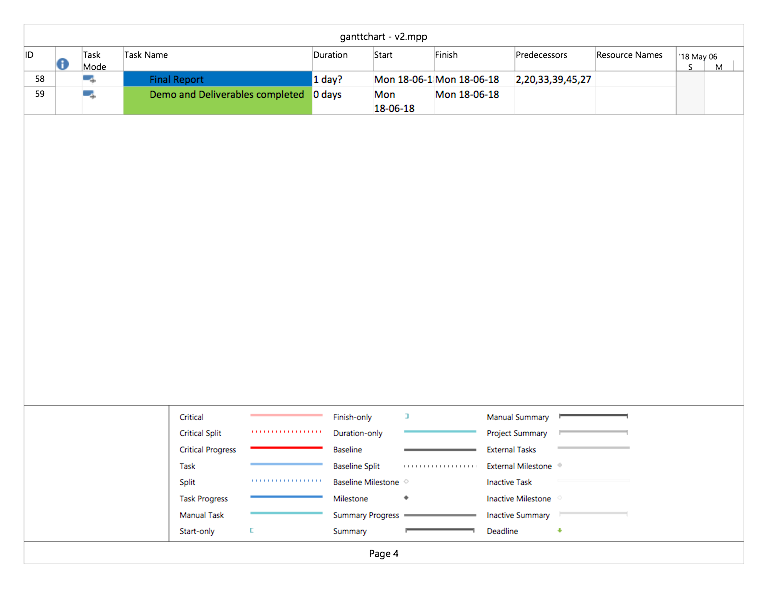 ganttchart - v2.mpp
ID Task Mode Task Name Duration Start Finish Predecessors Resource Names '18 May 06
S M
58 Final Report 1 day? Mon 18-06-1 Mon 18-06-18 2,20,33,39,45,27
59 Demo and Deliverables completed 0 days Mon 18-06-18 Mon 18-06-18
Critical Finish-only Manual Summary
Critical Split Duration-only Project Summary
Critical Progress Baseline External Tasks
Task Baseline Split External Milestone
Split Baseline Milestone Inactive Task
Task Progress Milestone Inactive Milestone
Manual Task Summary Progress Inactive Summary
Start-only Summary Deadline
Page 4